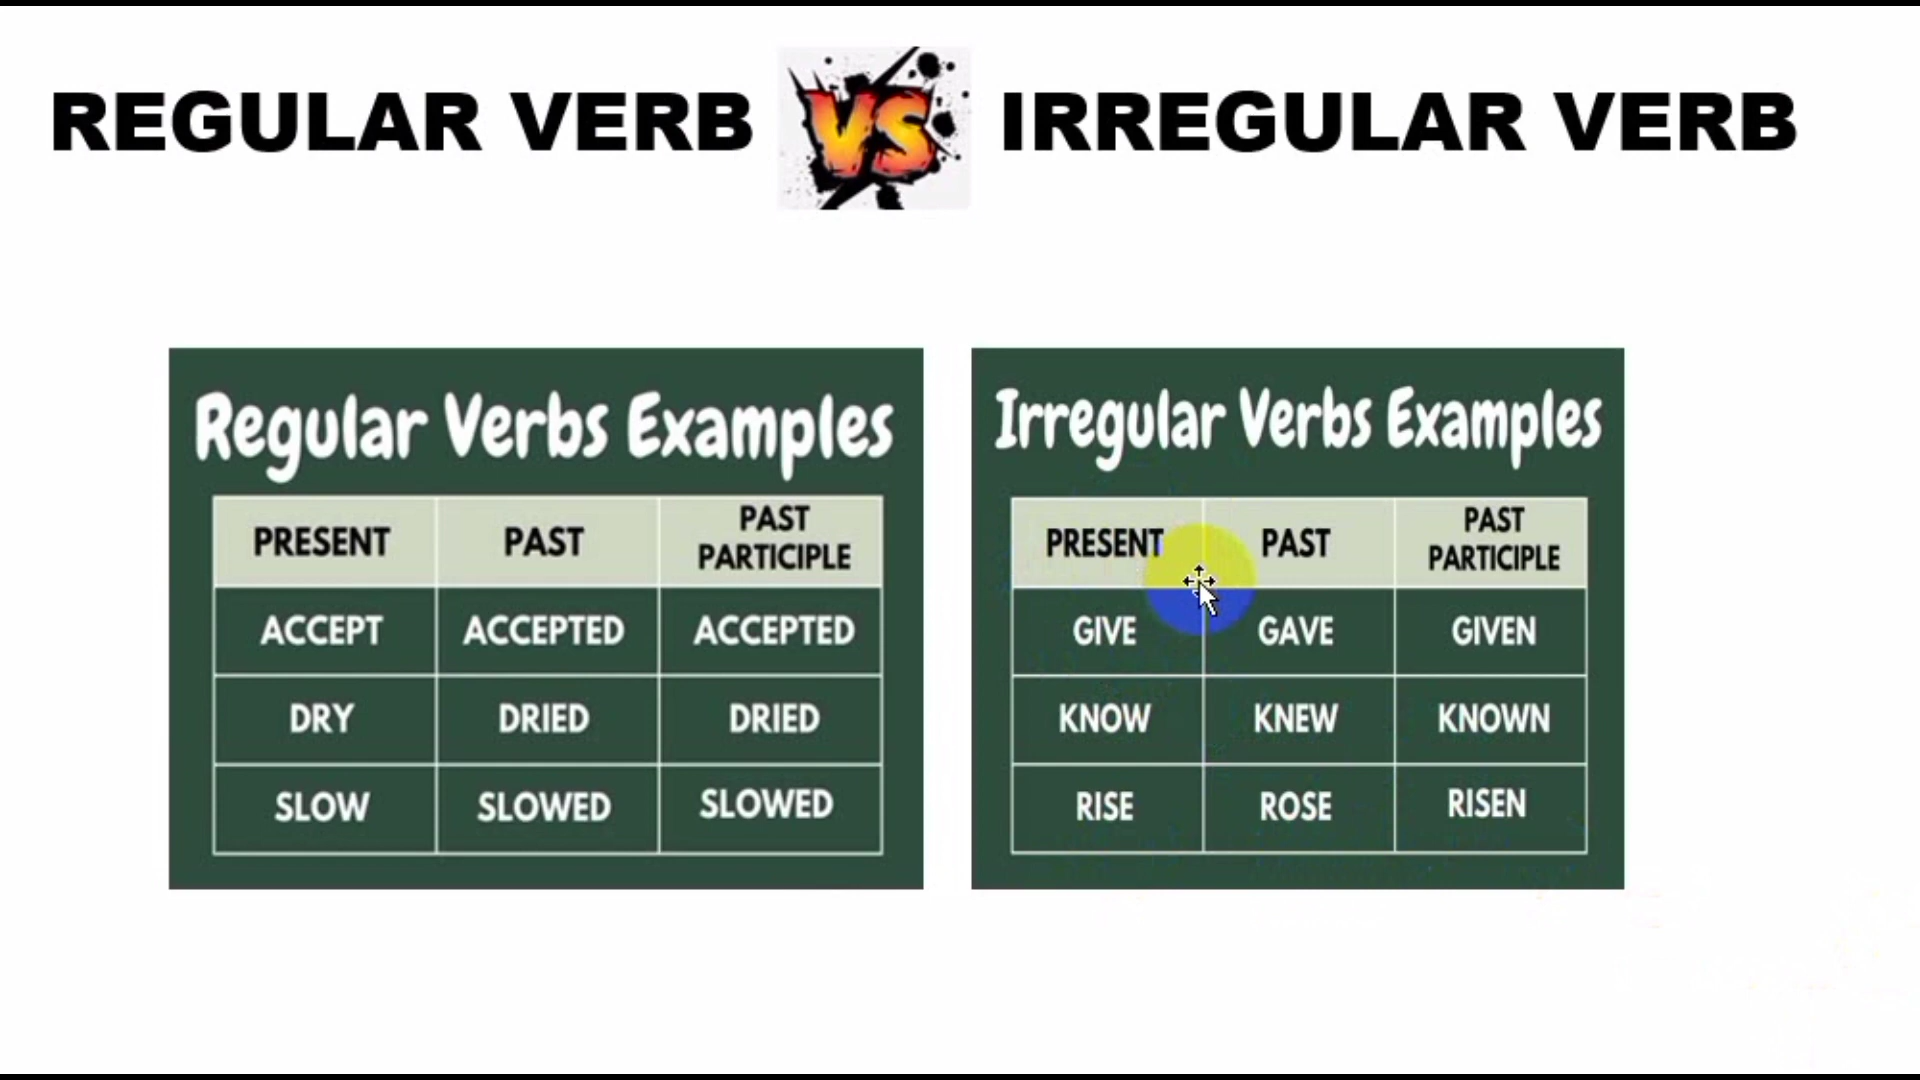 REGULAR VERB VS IRREGULAR VERB
Regular Verbs Examples
PRESENT PAST PAST PARTICIPLE
ACCEPT ACCEPTED ACCEPTED
DRY DRIED DRIED
SLOW SLOWED SLOWED
Irregular Verbs Examples
PRESENT PAST PAST PARTICIPLE
GIVE GAVE GIVEN
KNOW KNEW KNOWN
RISE ROSE RISEN